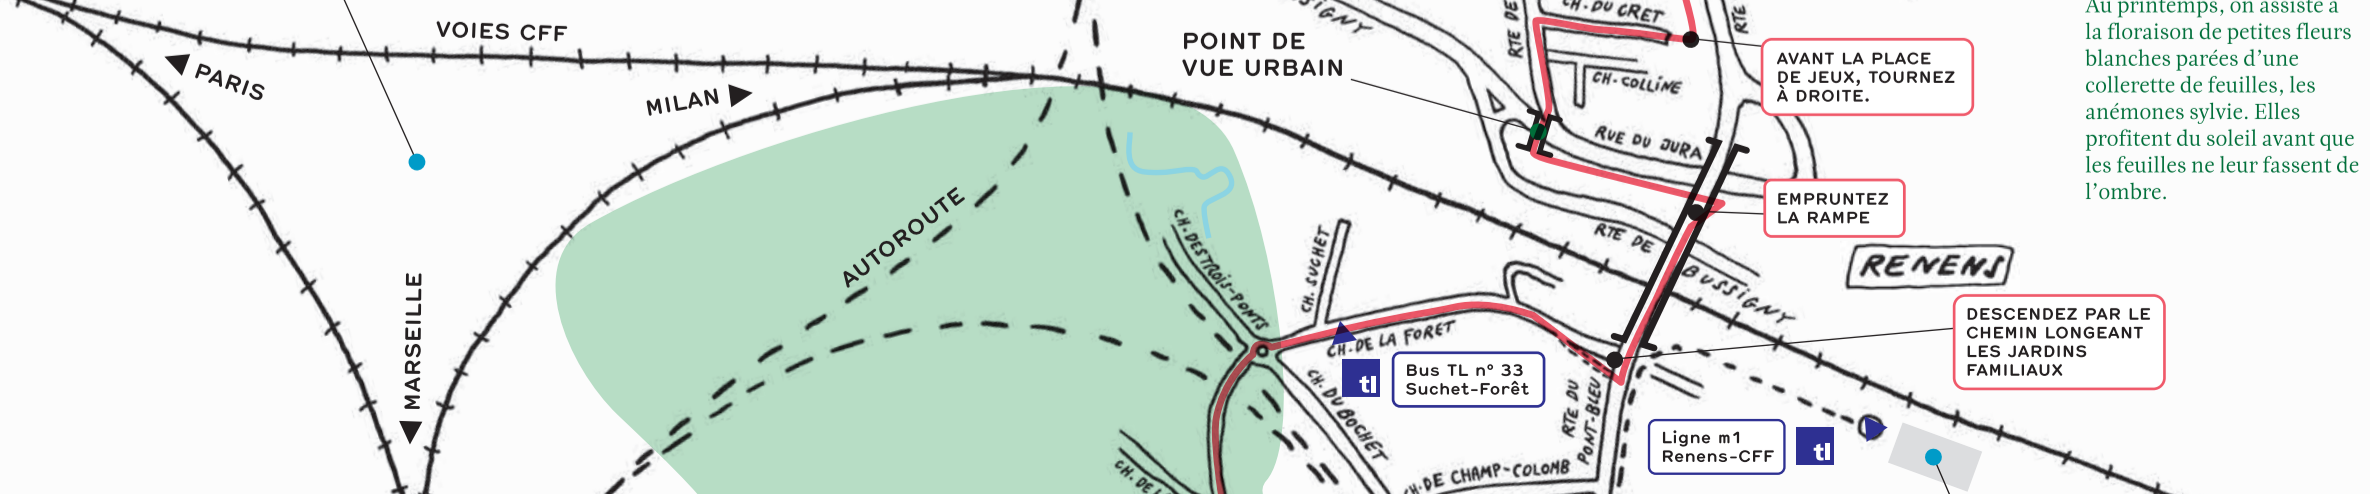 VOIES CFF
PARIS
MILAN
MARSEILLE
AUTOROUTE
POINT DE
VUE URBAIN
RTE DE
CH. DU CRET
RTE
CH. COLLINE
RUE DU JURA
RTE DE
BUSSIGNY
AVANT LA PLACE
DE JEUX, TOURNEZ
À DROITE.
EMPRUNTEZ
LA RAMPE
RENENS
DESCENDEZ PAR LE
CHEMIN LONGEANT
LES JARDINS
FAMILIAUX
CH. DES TROIS-PONTS
CH. SUCHET
CH. DE LA FORET
tl
Bus TL n° 33
Suchet-Forêt
CH. DU BOCHET
RTE DU
PONT-BLEU
CH. DE CHAMP-COLOMB
Ligne m1
Renens-CFF
tl
Au printemps, on assiste à
la floraison de petites fleurs
blanches parées d’une
collerette de feuilles, les
anémones sylvie. Elles
profitent du soleil avant que
les feuilles ne leur fassent de
l’ombre.